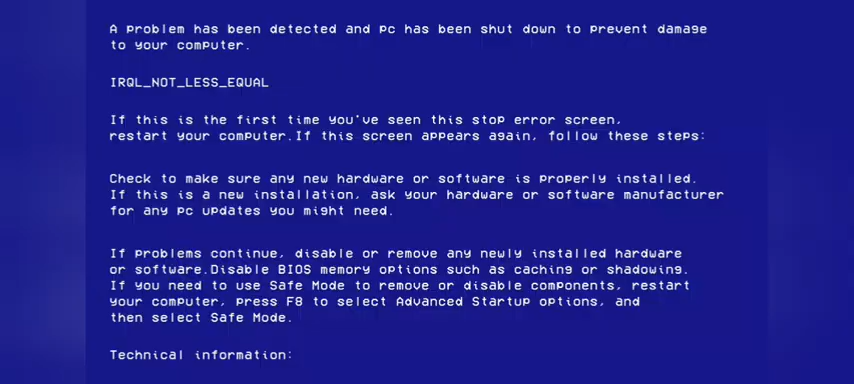 A problem has been detected and pc has been shut down to prevent damage
to your computer.
IRQL_NOT_LESS_EQUAL
If this is the first time you've seen this stop error screen,
restart your computer.If this screen appears again, follow these steps:
Check to make sure any new hardware or software is properly installed.
If this is a new installation, ask your hardware or software manufacturer
for any pc updates you might need.
If problems continue, disable or remove any newly installed hardware
or software.Disable BIOS memory options such as caching or shadowing.
If you need to use Safe Mode to remove or disable components, restart
your computer, press F8 to select Advanced Startup options, and
then select Safe Mode.
Technical information: